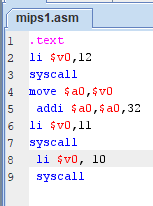 mips1.asm
1 .text
2 li $v0,12
3 syscall
4 move $a0,$v0
5 addi $a0,$a0,32
6 li $v0,11
7 syscall
8 li $v0, 10
9 syscall